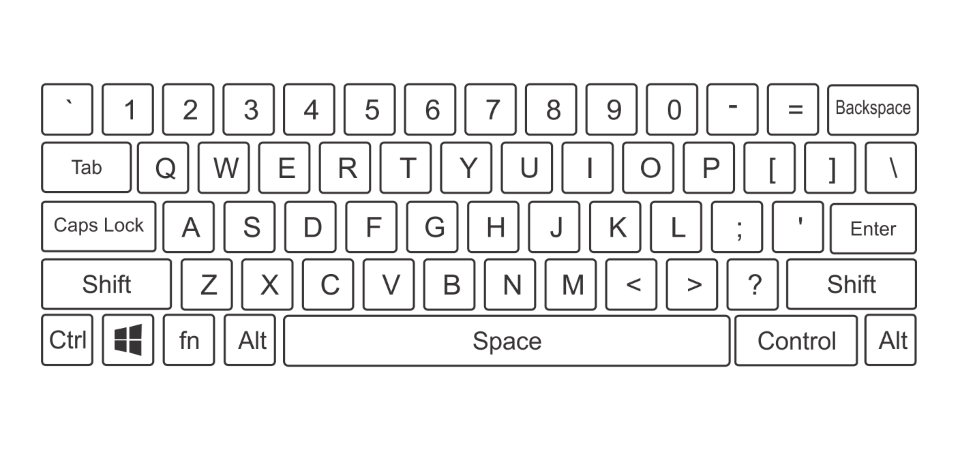 ` 1 2 3 4 5 6 7 8 9 0 - = Backspace
Tab Q W E R T Y U I O P [ ] \
Caps Lock A S D F G H J K L ; ' Enter
Shift Z X C V B N M < > ? Shift
Ctrl fn Alt Space Control Alt